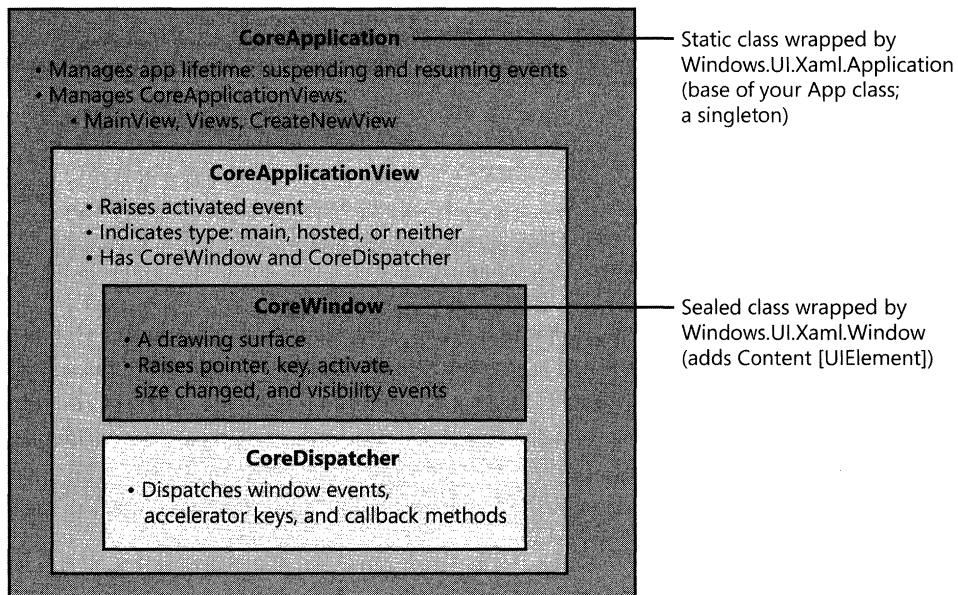 CoreApplication
• Manages app lifetime: suspending and resuming events
• Manages CoreApplicationViews:
• MainView, Views, CreateNewView
CoreApplicationView
• Raises activated event
• Indicates type: main, hosted, or neither
• Has CoreWindow and CoreDispatcher
CoreWindow
• A drawing surface
• Raises pointer, key, activate,
size changed, and visibility events
CoreDispatcher
• Dispatches window events,
accelerator keys, and callback methods
Static class wrapped by
Windows.UI.Xaml.Application
(base of your App class;
a singleton)
Sealed class wrapped by
Windows.UI.Xaml.Window
(adds Content [UIElement])